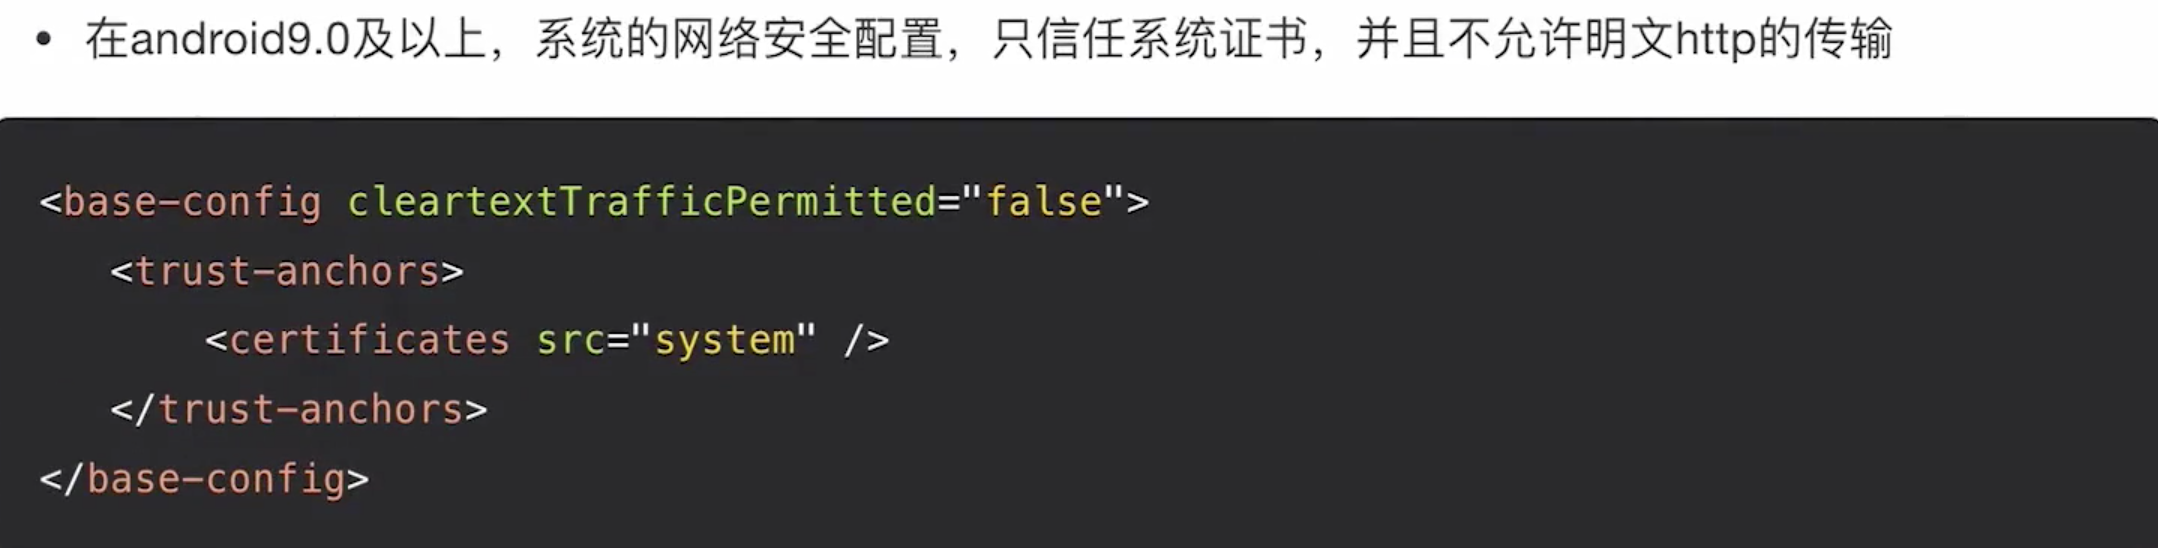 • 在android9.0及以上，系统的网络安全配置，只信任系统证书，并且不允许明文http的传输
<base-config cleartextTrafficPermitted="false">
<trust-anchors>
<certificates src="system" />
</trust-anchors>
</base-config>